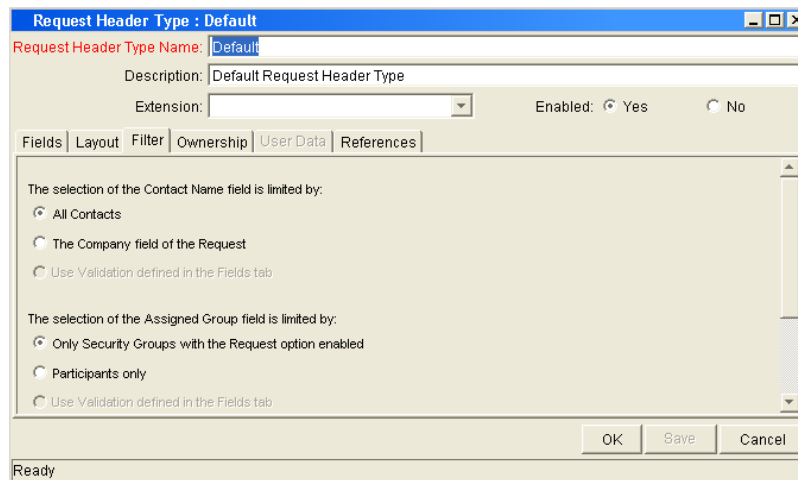 Request Header Type : Default
Request Header Type Name: Default
Description: Default Request Header Type
Extension: Enabled: Yes No
Fields Layout Filter Ownership User Data References
The selection of the Contact Name field is limited by:
All Contacts
The Company field of the Request
Use Validation defined in the Fields tab
The selection of the Assigned Group field is limited by:
Only Security Groups with the Request option enabled
Participants only
Use Validation defined in the Fields tab
OK Save Cancel
Ready